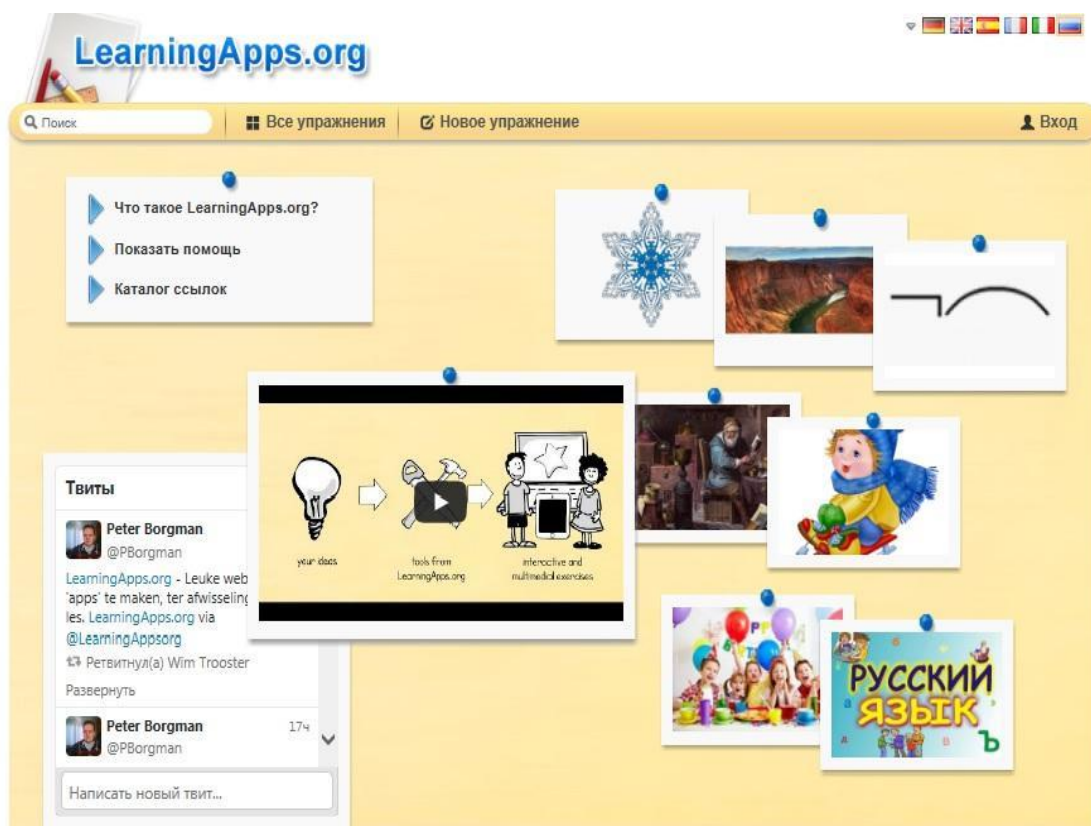 LearningApps.org
Поиск
Все упражнения
Новое упражнение
Вход
Что такое LearningApps.org?
Показать помощь
Каталог ссылок
your ideas
tools from
LearningApps.org
interactive and
multimedial exercises
Твиты
Peter Borgman
@PBorgman
LearningApps.org - Leuke web
'apps' te maken, ter afwisseling
les. LearningApps.org via
@LearningAppsorg
Ретвитнул(а) Wim Trooster
Развернуть
Peter Borgman 17ч
@PBorgman
Написать новый твит...
РУССКИЙ
ЯЗЫК
Ъ